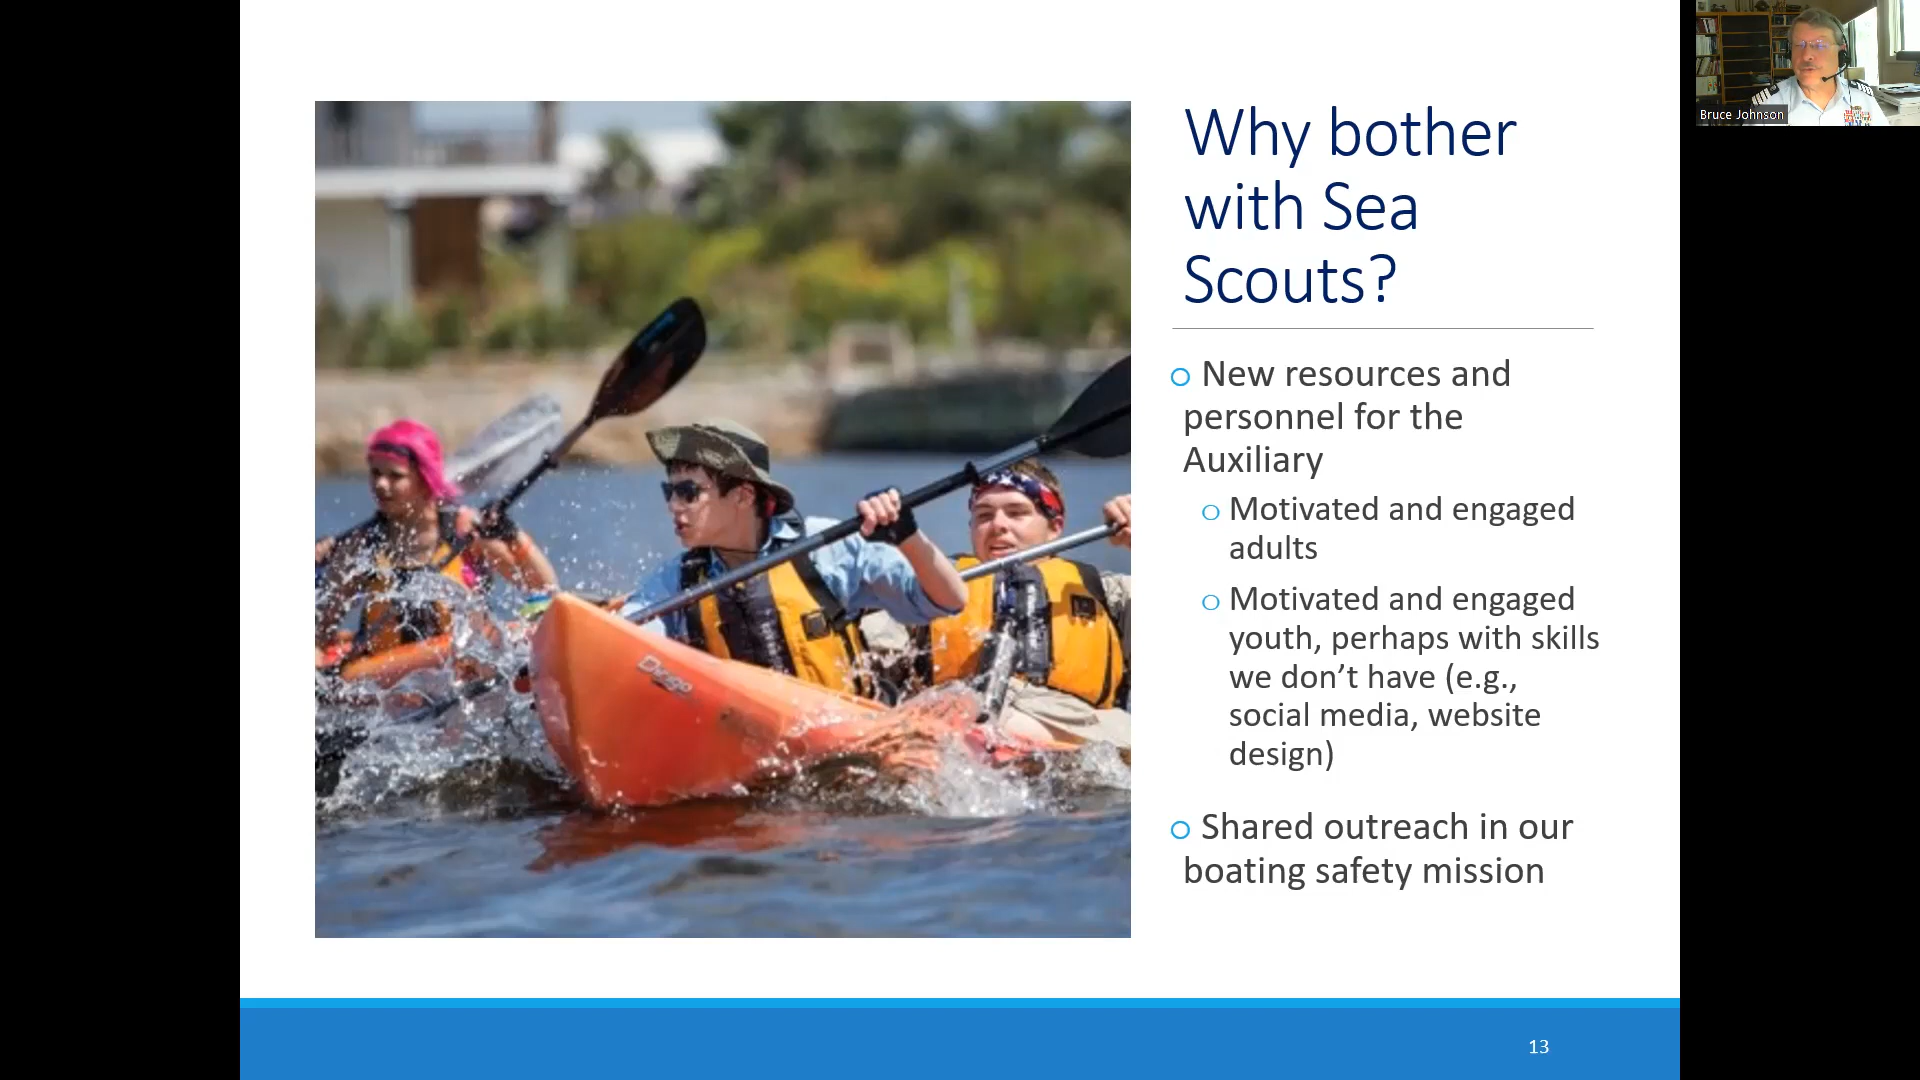 Why bother
with Sea
Scouts?
o New resources and
personnel for the
Auxiliary
o Motivated and engaged
adults
o Motivated and engaged
youth, perhaps with skills
we don’t have (e.g.,
social media, website
design)
o Shared outreach in our
boating safety mission
13
Bruce Johnson